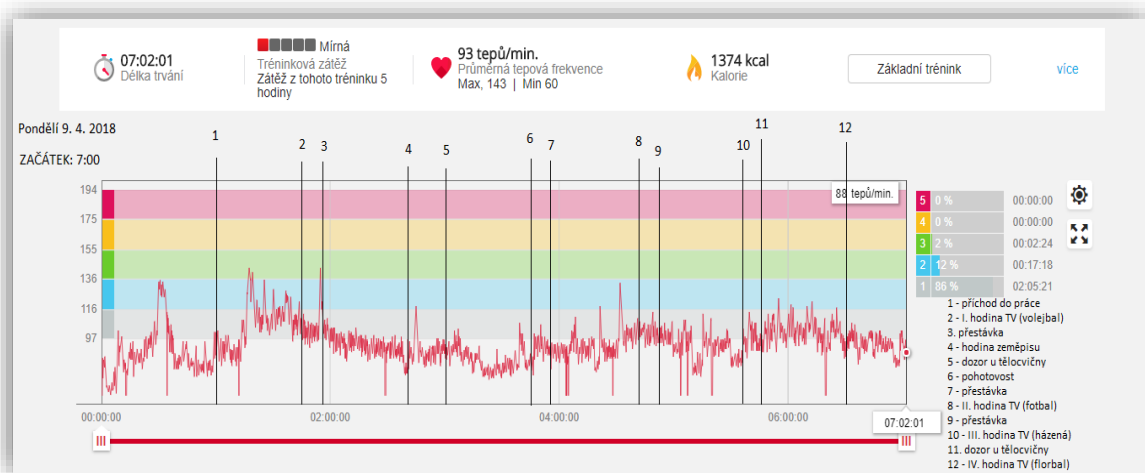 07:02:01
Délka trvání
Mírná
Tréninková zátěž
Zátěž z tohoto tréninku 5
hodiny
93 tepů/min.
Průměrná tepová frekvence
Max, 143 | Min 60
1374 kcal
Kalorie
Základní trénink
více
Pondělí 9. 4. 2018
ZAČÁTEK: 7:00
1
2
3
4
5
6
7
8
9
10
11
12
194
175
155
136
116
97
88 tepů/min.
5 0 % 00:00:00
4 0 % 00:00:00
3 2 % 00:02:24
2 12 % 00:17:18
1 86 % 02:05:21
00:00:00
02:00:00
04:00:00
06:00:00
07:02:01
1 - příchod do práce
2 - I. hodina TV (volejbal)
3. přestávka
4 - hodina zeměpisu
5 - dozor u tělocvičny
6 - pohotovost
7 - přestávka
8 - II. hodina TV (fotbal)
9 - přestávka
10 - III. hodina TV (házená)
11. dozor u tělocvičny
12 - IV. hodina TV (florbal)